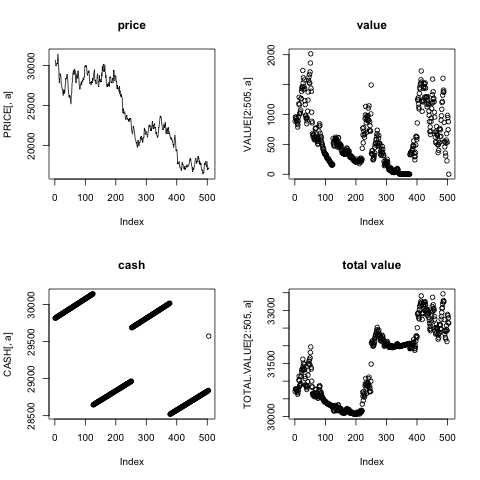 price
PRICE[, a]
30000
25000
20000
0 100 200 300 400 500
Index
value
VALUE[2:505, a]
2000
1000
500
0
0 100 200 300 400 500
Index
cash
CASH[, a]
30000
29500
29000
28500
0 100 200 300 400 500
Index
total value
TOTAL.VALUE[2:505, a]
33000
31500
30000
0 100 200 300 400 500
Index